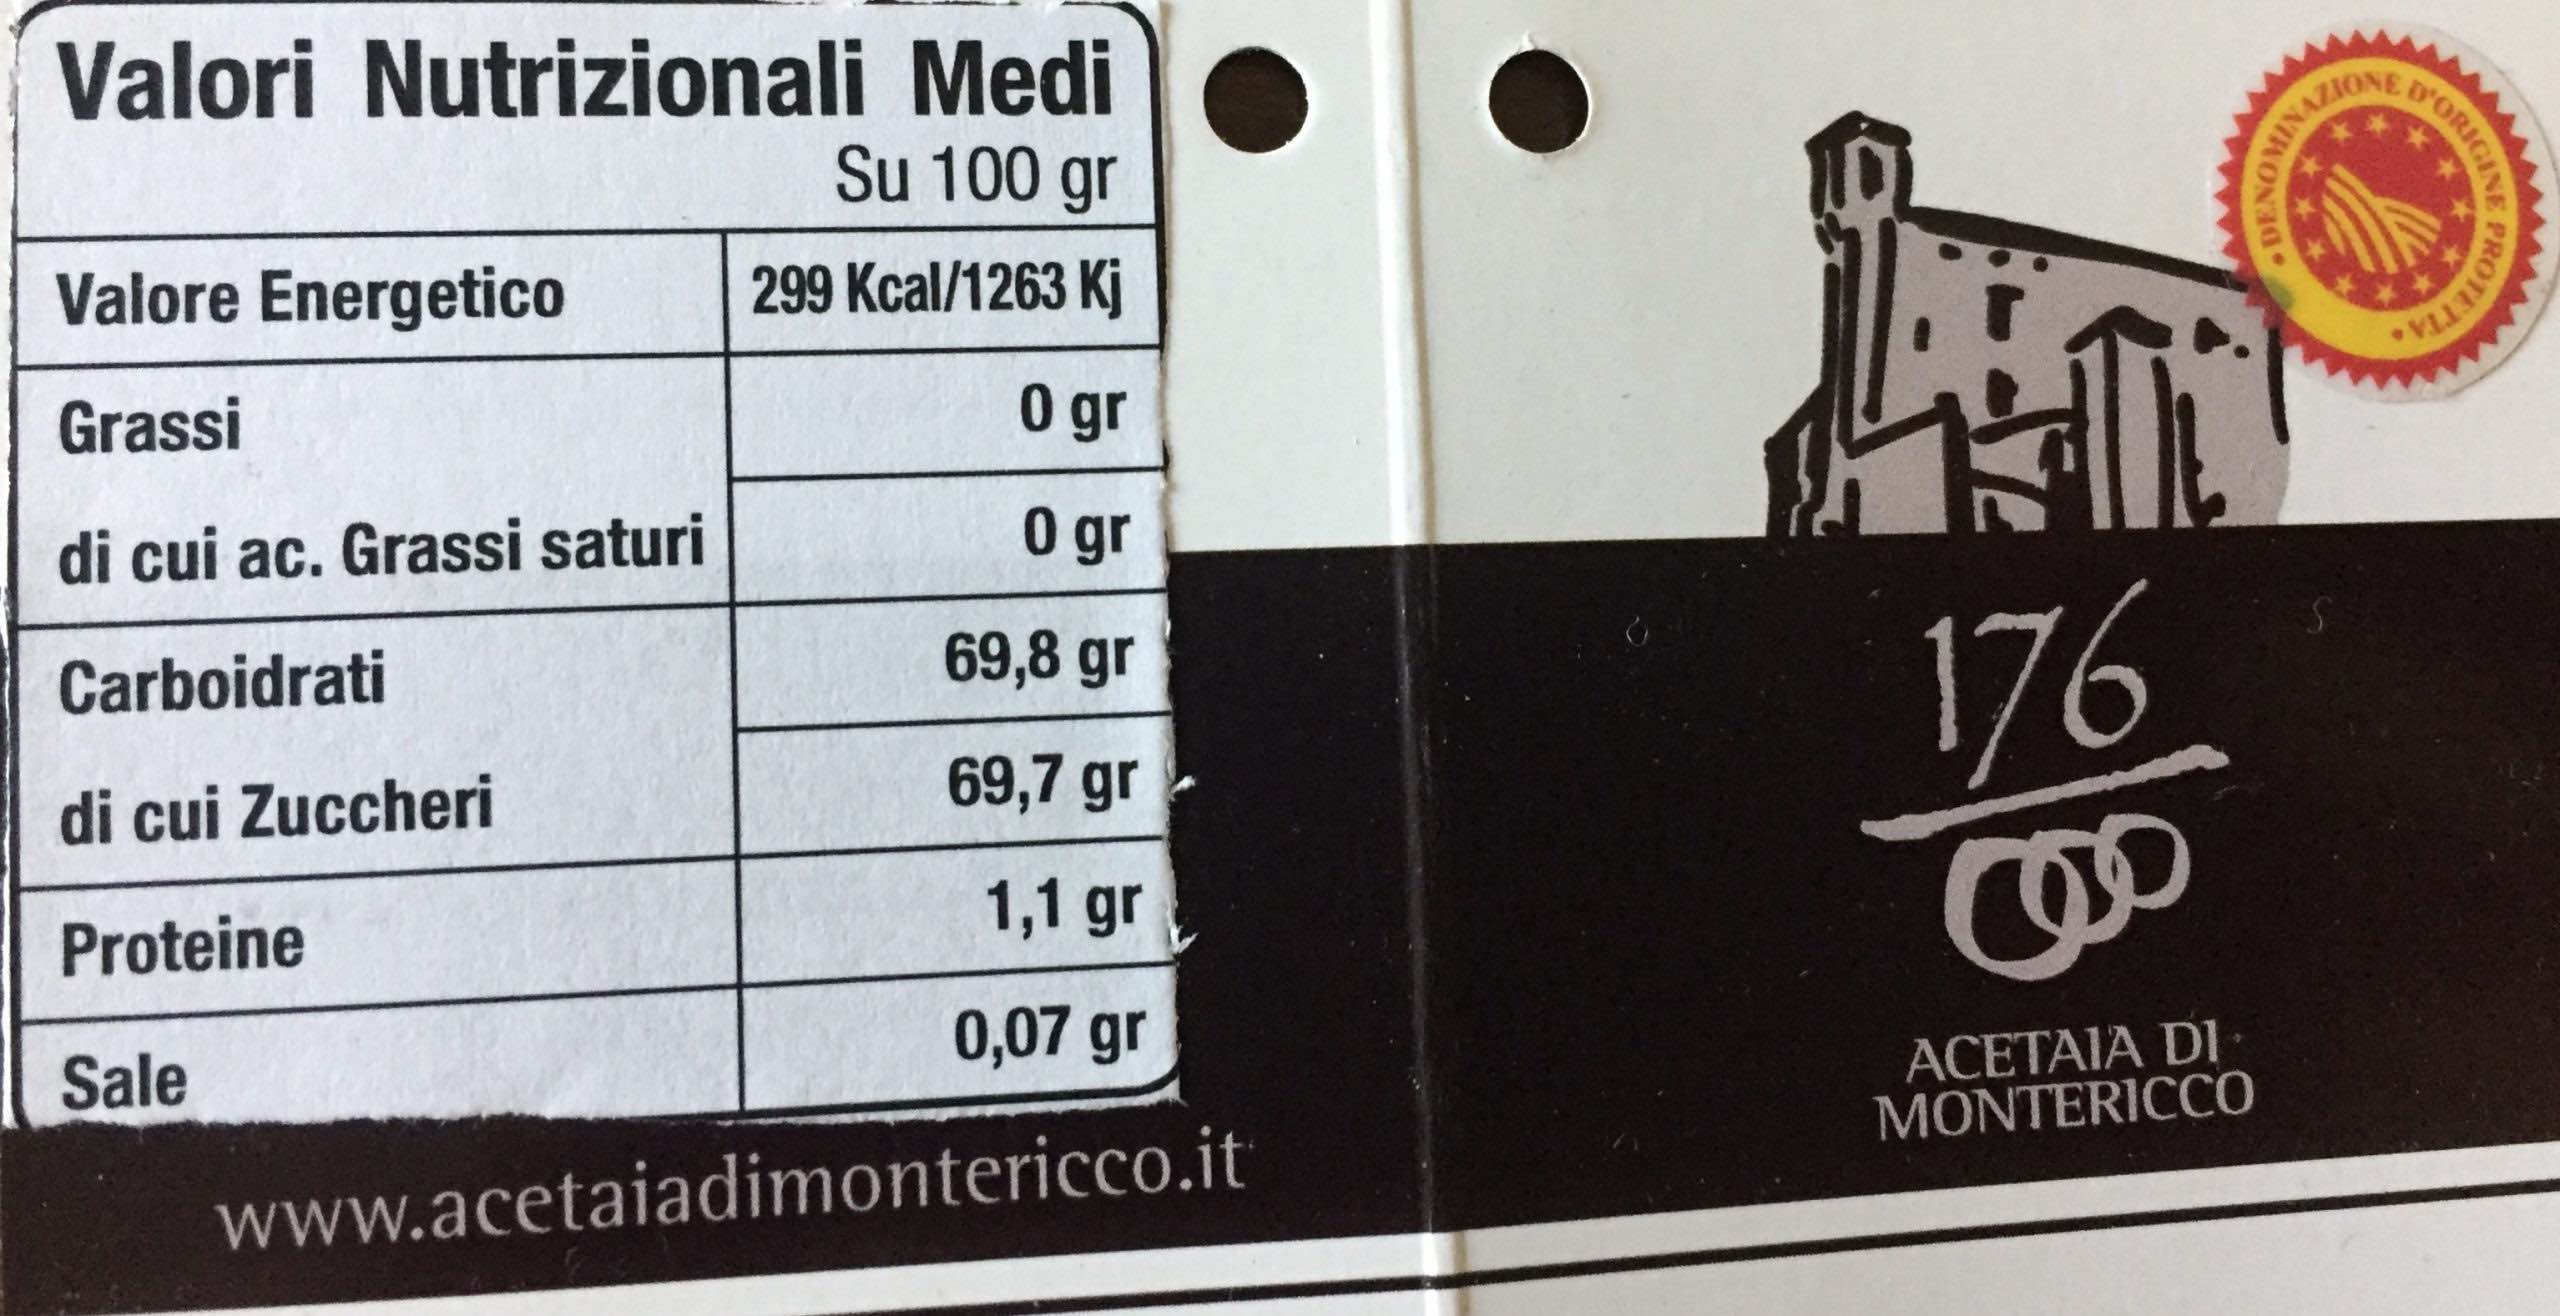 Valori Nutrizionali Medi
Su 100 gr
Valore Energetico 299 Kcal/1263 Kj
Grassi 0 gr
di cui ac. Grassi saturi 0 gr
Carboidrati 69,8 gr
di cui Zuccheri 69,7 gr
Proteine 1,1 gr
Sale 0,07 gr
www.acetaiadimontericco.it
• DENOMINAZIONE D'ORIGINE PROTETTA •
176
ACETAIA DI
MONTERICCO